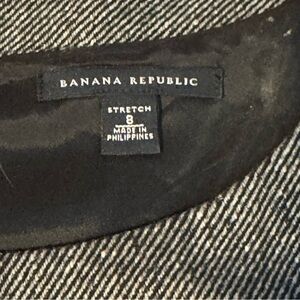 BANANA REPUBLIC
STRETCH
8
MADE IN
PHILIPPINES